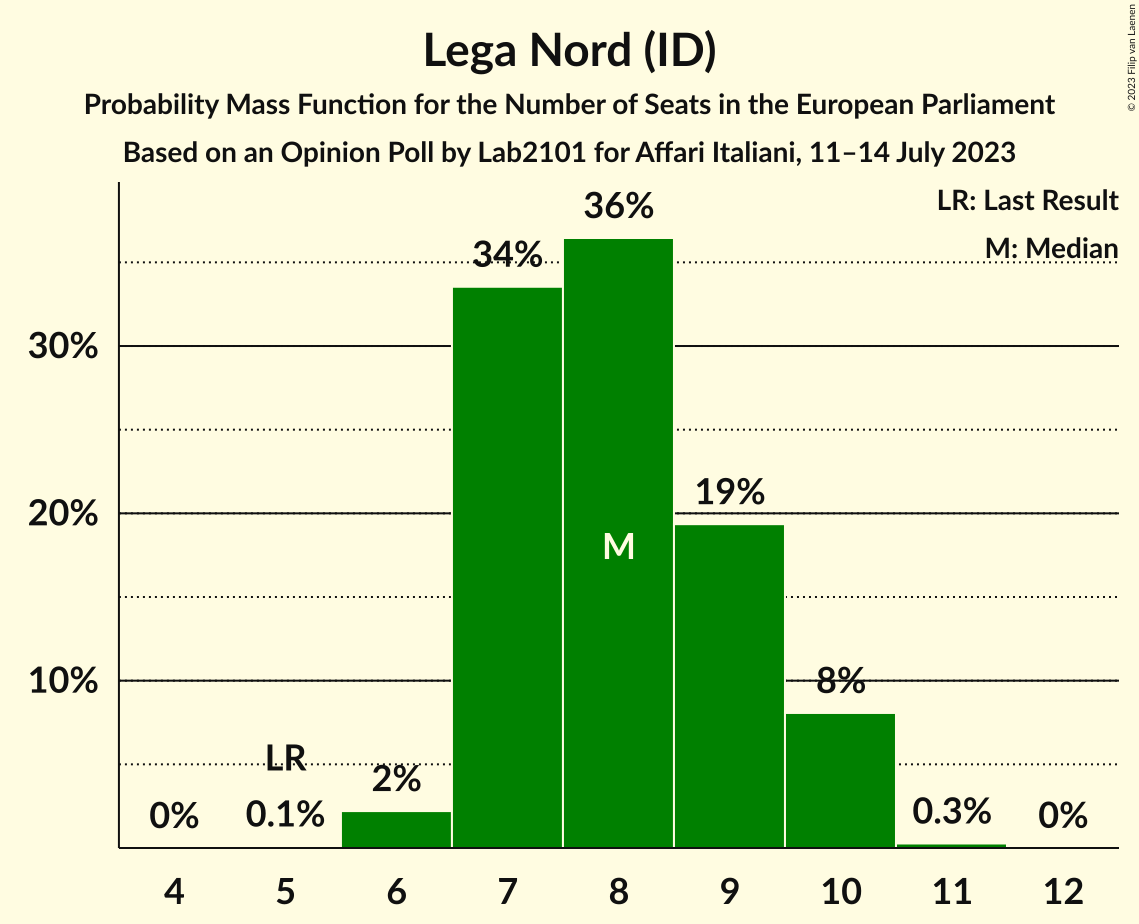 Lega Nord (ID)
Probability Mass Function for the Number of Seats in the European Parliament
Based on an Opinion Poll by Lab2101 for Affari Italiani, 11–14 July 2023
© 2023 Filip van Laenen
LR: Last Result
M: Median
36%
34%
30%
20%
19%
M
10%
8%
LR
2%
0%
0.1%
0.3%
0%
4 5 6 7 8 9 10 11 12